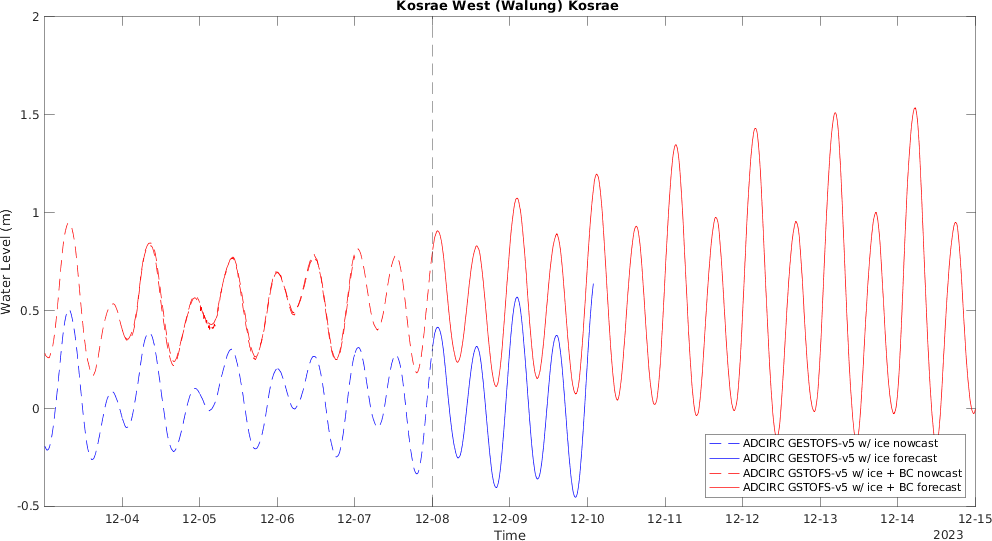 Kosrae West (Walung) Kosrae
2
1.5
1
0.5
0
-0.5
Water Level (m)
12-04
12-05
12-06
12-07
12-08
12-09
12-10
12-11
12-12
12-13
12-14
12-15
Time
2023
ADCIRC GESTOFS-v5 w/ ice nowcast
ADCIRC GESTOFS-v5 w/ ice forecast
ADCIRC GSTOFS-v5 w/ ice + BC nowcast
ADCIRC GSTOFS-v5 w/ ice + BC forecast